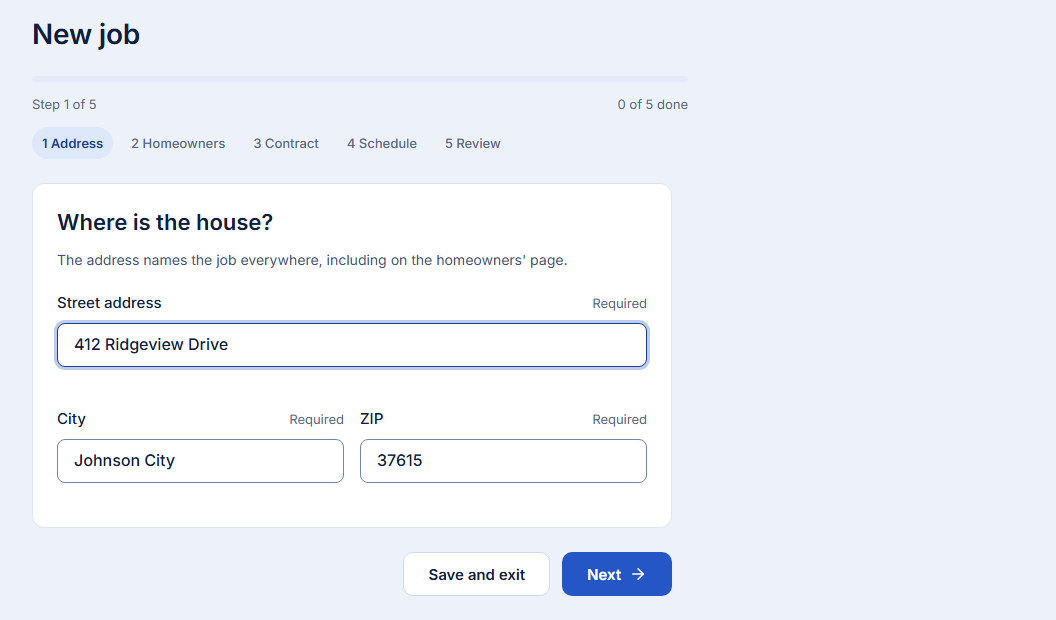 New job
Step 1 of 5 0 of 5 done
1 Address 2 Homeowners 3 Contract 4 Schedule 5 Review
Where is the house?
The address names the job everywhere, including on the homeowners' page.
Street address Required
412 Ridgeview Drive
City Required ZIP Required
Johnson City 37615
Save and exit Next →